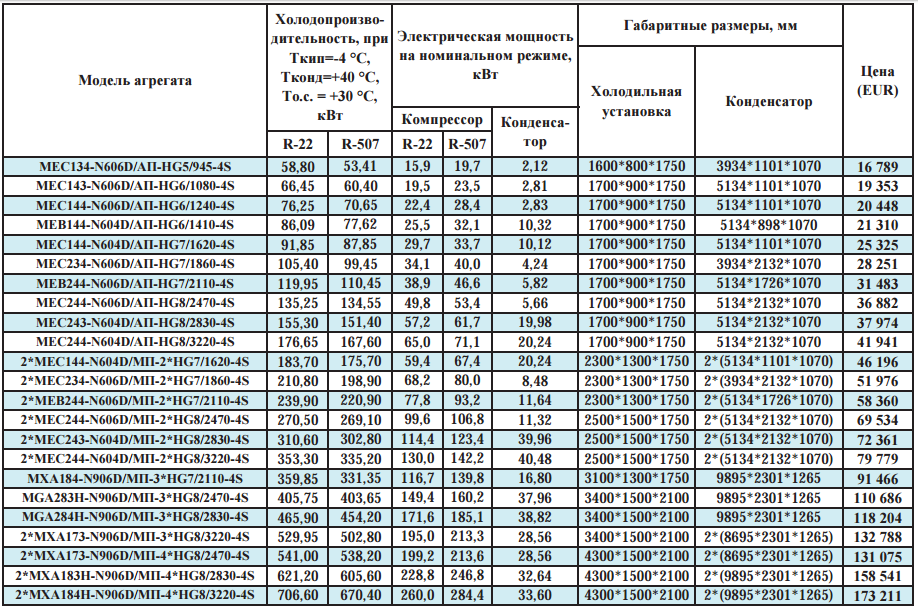 Модель агрегата
Холодопроизво-
дительность, при
Ткип=-4 °С,
Тконд=+40 °С,
То.с. = +30 °С,
кВт
Электрическая мощность
на номинальном режиме,
кВт
Габаритные размеры, мм
Цена
(EUR)
Компрессор
Конденса-
тор
Холодильная
установка
Конденсатор
R-22 R-507 R-22 R-507
МЕС134-N606D/АП-HG5/945-4S 58,80 53,41 15,9 19,7 2,12 1600*800*1750 3934*1101*1070 16 789
МЕС143-N606D/АП-HG6/1080-4S 66,45 60,40 19,5 23,5 2,81 1700*900*1750 5134*1101*1070 19 353
МЕС144-N606D/АП-HG6/1240-4S 76,25 70,65 22,4 28,4 2,83 1700*900*1750 5134*1101*1070 20 448
МЕВ144-N604D/АП-HG6/1410-4S 86,09 77,62 25,5 32,1 10,32 1700*900*1750 5134*898*1070 21 310
МЕС144-N604D/АП-HG7/1620-4S 91,85 87,85 29,7 33,7 10,12 1700*900*1750 5134*1101*1070 25 325
МЕС234-N606D/АП-HG7/1860-4S 105,40 99,45 34,1 40,0 4,24 1700*900*1750 3934*2132*1070 28 251
МЕВ244-N606D/АП-HG7/2110-4S 119,95 110,45 38,9 46,6 5,82 1700*900*1750 5134*1726*1070 31 483
МЕС244-N606D/АП-HG8/2470-4S 135,25 134,55 49,8 53,4 5,66 1700*900*1750 5134*2132*1070 36 882
МЕС243-N604D/АП-HG8/2830-4S 155,30 151,40 57,2 61,7 19,98 1700*900*1750 5134*2132*1070 37 974
МЕС244-N604D/АП-HG8/3220-4S 176,65 167,60 65,0 71,1 20,24 1700*900*1750 5134*2132*1070 41 941
2*МЕС144-N604D/МП-2*HG7/1620-4S 183,70 175,70 59,4 67,4 20,24 2300*1300*1750 2*(5134*1101*1070) 46 196
2*МЕС234-N606D/МП-2*HG7/1860-4S 210,80 198,90 68,2 80,0 8,48 2300*1300*1750 2*(3934*2132*1070) 51 976
2*МЕВ244-N606D/МП-2*HG7/2110-4S 239,90 220,90 77,8 93,2 11,64 2300*1300*1750 2*(5134*1726*1070) 58 360
2*МЕС244-N606D/МП-2*HG8/2470-4S 270,50 269,10 99,6 106,8 11,32 2500*1500*1750 2*(5134*2132*1070) 69 534
2*МЕС243-N604D/МП-2*HG8/2830-4S 310,60 302,80 114,4 123,4 39,96 2500*1500*1750 2*(5134*2132*1070) 72 361
2*МЕС244-N604D/МП-2*HG8/3220-4S 353,30 335,20 130,0 142,2 40,48 2500*1500*1750 2*(5134*2132*1070) 79 779
MXA184-N906D/МП-3*HG7/2110-4S 359,85 331,35 116,7 139,8 16,80 3100*1300*1750 9895*2301*1265 91 466
MGA283H-N906D/МП-3*HG8/2470-4S 405,75 403,65 149,4 160,2 37,96 3400*1500*2100 9895*2301*1265 110 686
MGA284H-N906D/МП-3*HG8/2830-4S 465,90 454,20 171,6 185,1 38,82 3400*1500*2100 9895*2301*1265 118 204
2*MXA173-N906D/МП-3*HG8/3220-4S 529,95 502,80 195,0 213,3 28,56 3400*1500*2100 2*(8695*2301*1265) 132 788
2*MXA173-N906D/МП-4*HG8/2470-4S 541,00 538,20 199,2 213,6 28,56 4300*1500*2100 2*(8695*2301*1265) 131 075
2*MXA183H-N906D/МП-4*HG8/2830-4S 621,20 605,60 228,8 246,8 32,64 4300*1500*2100 2*(9895*2301*1265) 158 541
2*MXA184H-N906D/МП-4*HG8/3220-4S 706,60 670,40 260,0 284,4 33,60 4300*1500*2100 2*(9895*2301*1265) 173 211